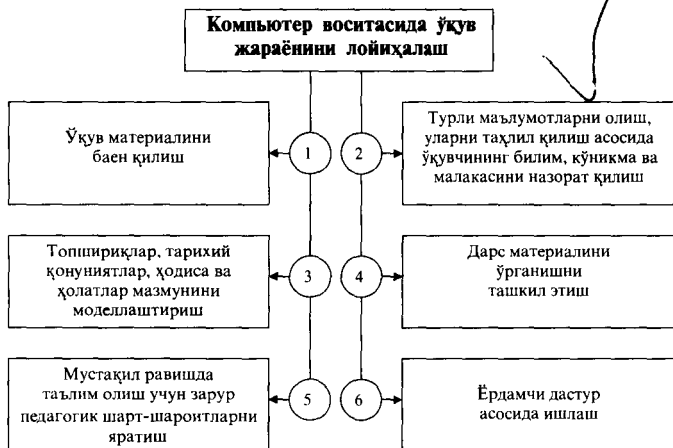 Компьютер воситасида ўқув
жараёнини лойиҳалаш
Ўқув материалини
баен қилиш
1
2
Турли маълумотларни олиш,
уларни таҳлил қилиш асосида
ўқувчининг билим, кўникма ва
малакасини назорат қилиш
Топшириқлар, тарихий
қонуниятлар, ҳодиса ва
ҳолатлар мазмунини
моделлаштириш
3
4
Дарс материалини
ўрганишни
ташкил этиш
Мустақил равишда
таълим олиш учун зарур
педагогик шарт-шароитларни
яратиш
5
6
Ёрдамчи дастур
асосида ишлаш